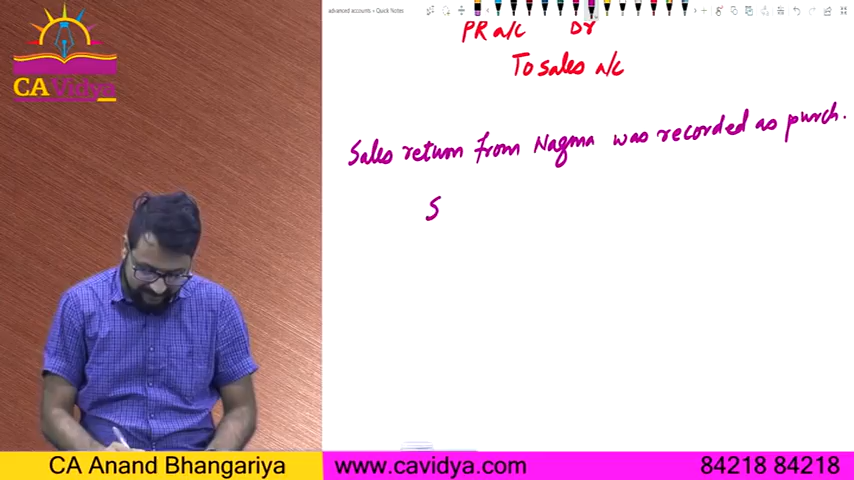 advanced accounts » Quick Notes
PR a/c Dr
To sales a/c
CA Vidya
Sales return from Nagma was recorded as purch.
S
CA Anand Bhangariya
www.cavidya.com
84218 84218